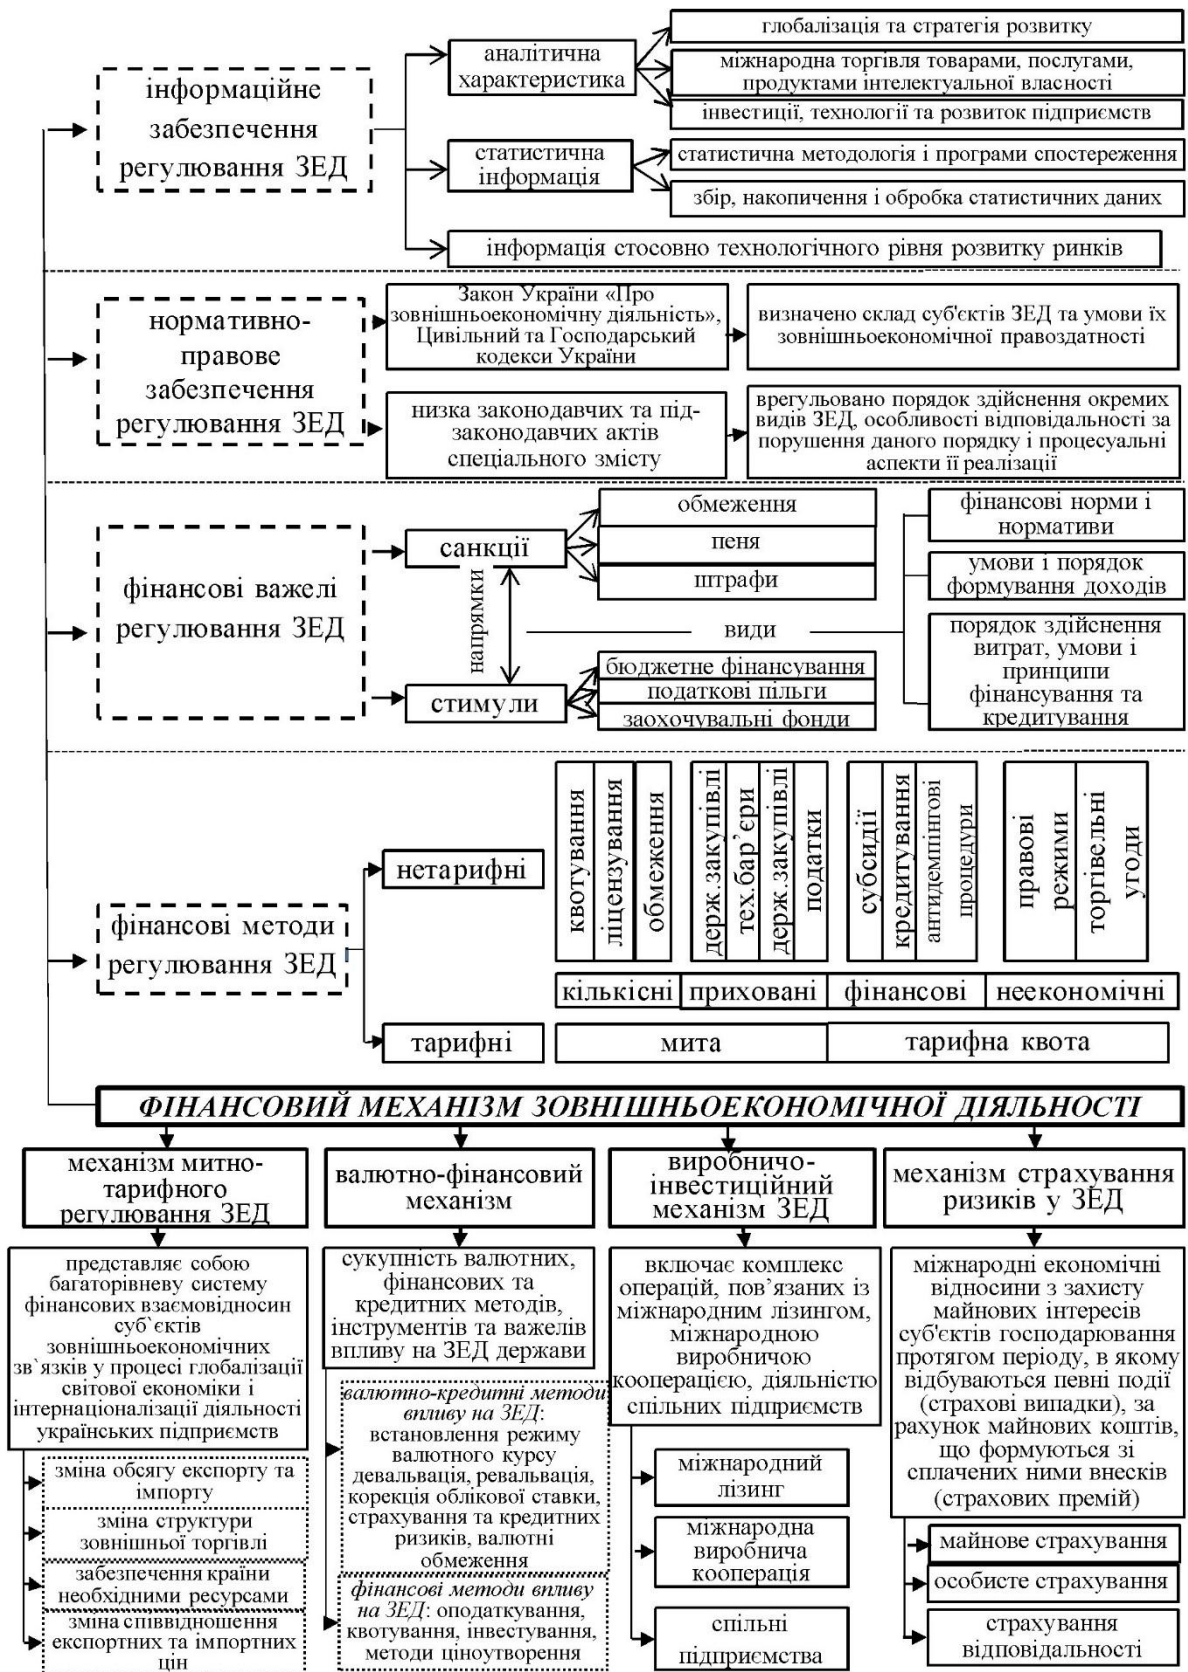 інформаційне
забезпечення
регулювання ЗЕД
аналітична
характеристика
глобалізація та стратегія розвитку
міжнародна торгівля товарами, послугами,
продуктами інтелектуальної власності
інвестиції, технології та розвиток підприємств
статистична
інформація
статистична методологія і програми спостереження
збір, накопичення і обробка статистичних даних
інформація стосовно технологічного рівня розвитку ринків
нормативно-
правове
забезпечення
регулювання ЗЕД
Закон України «Про
зовнішньоекономічну діяльність»,
Цивільний та Господарський
кодекси України
визначено склад суб'єктів ЗЕД та умови їх
зовнішньоекономічної правоздатності
низка законодавчих та під-
законодавчих актів
спеціального змісту
врегульовано порядок здійснення окремих
видів ЗЕД, особливості відповідальності за
порушення даного порядку і процесуальні
аспекти її реалізації
фінансові важелі
регулювання ЗЕД
санкції
обмеження
пеня
штрафи
напрямки
види
стимули
бюджетне фінансування
податкові пільги
заохочувальні фонди
фінансові норми і
нормативи
умови і порядок
формування доходів
порядок здійснення
витрат, умови і
принципи
фінансування та
кредитування
фінансові методи
регулювання ЗЕД
нетарифні
квотування
ліцензування
обмеження
держ.закупівлі
тех.бар’єри
держ.закупівлі
податки
субсидії
кредитування
антидемпінгові
процедури
правові
режими
торгівельні
угоди
кількісні
приховані
фінансові
неекономічні
тарифні
мита
тарифна квота
ФІНАНСОВИЙ МЕХАНІЗМ ЗОВНІШНЬОЕКОНОМІЧНОЇ ДІЯЛЬНОСТІ
механізм митно-
тарифного
регулювання ЗЕД
представляє собою
багаторівневу систему
фінансових взаємовідносин
суб`єктів
зовнішньоекономічних
зв`язків у процесі глобалізації
світової економіки і
інтернаціоналізації діяльності
українських підприємств
зміна обсягу експорту та
імпорту
зміна структури
зовнішньої торгівлі
забезпечення країни
необхідними ресурсами
зміна співвідношення
експортних та імпортних
цін
валютно-фінансовий
механізм
сукупність валютних,
фінансових та
кредитних методів,
інструментів та важелів
впливу на ЗЕД держави
валютно-кредитні методи
впливу на ЗЕД:
встановлення режиму
валютного курсу
девальвація, ревальвація,
корекція облікової ставки,
страхування та кредитних
ризиків, валютні
обмеження
фінансові методи впливу
на ЗЕД: оподаткування,
квотування, інвестування,
методи ціноутворення
виробничо-
інвестиційний
механізм ЗЕД
включає комплекс
операцій, пов’язаних із
міжнародним лізингом,
міжнародною
виробничою
кооперацією, діяльністю
спільних підприємств
міжнародний
лізинг
міжнародна
виробнича
кооперація
спільні
підприємства
механізм страхування
ризиків у ЗЕД
міжнародні економічні
відносини з захисту
майнових інтересів
суб'єктів господарювання
протягом періоду, в якому
відбуваються певні події
(страхові випадки), за
рахунок майнових коштів,
що формуються зі
сплачених ними внесків
(страхових премій)
майнове страхування
особисте страхування
страхування
відповідальності